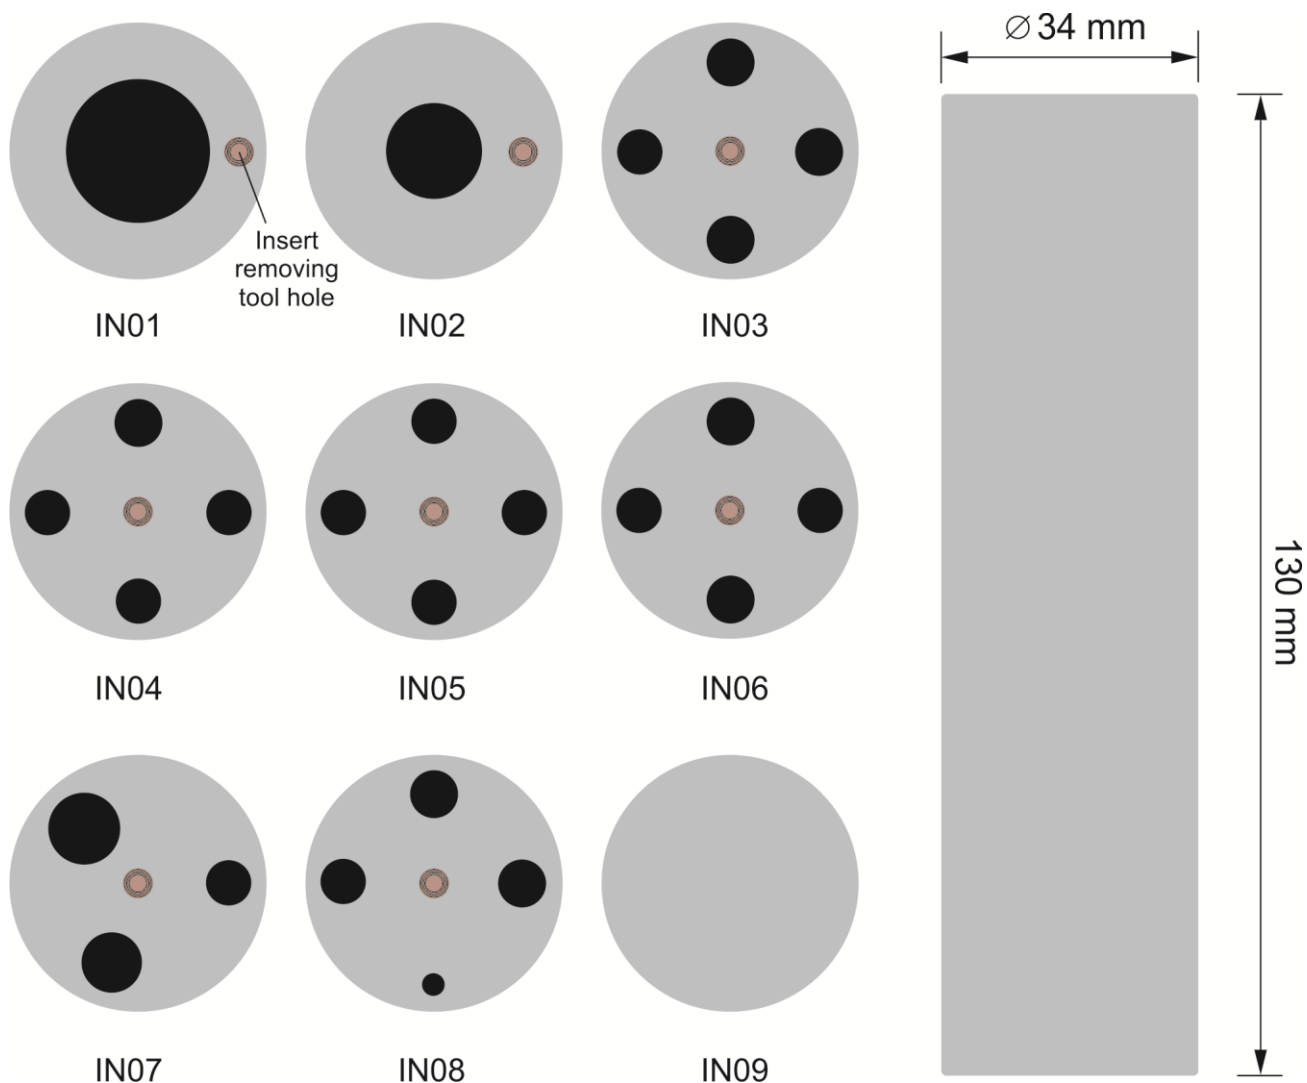 ⌀ 34 mm
Insert
removing
tool hole
IN01
IN02
IN03
IN04
IN05
IN06
130 mm
IN07
IN08
IN09